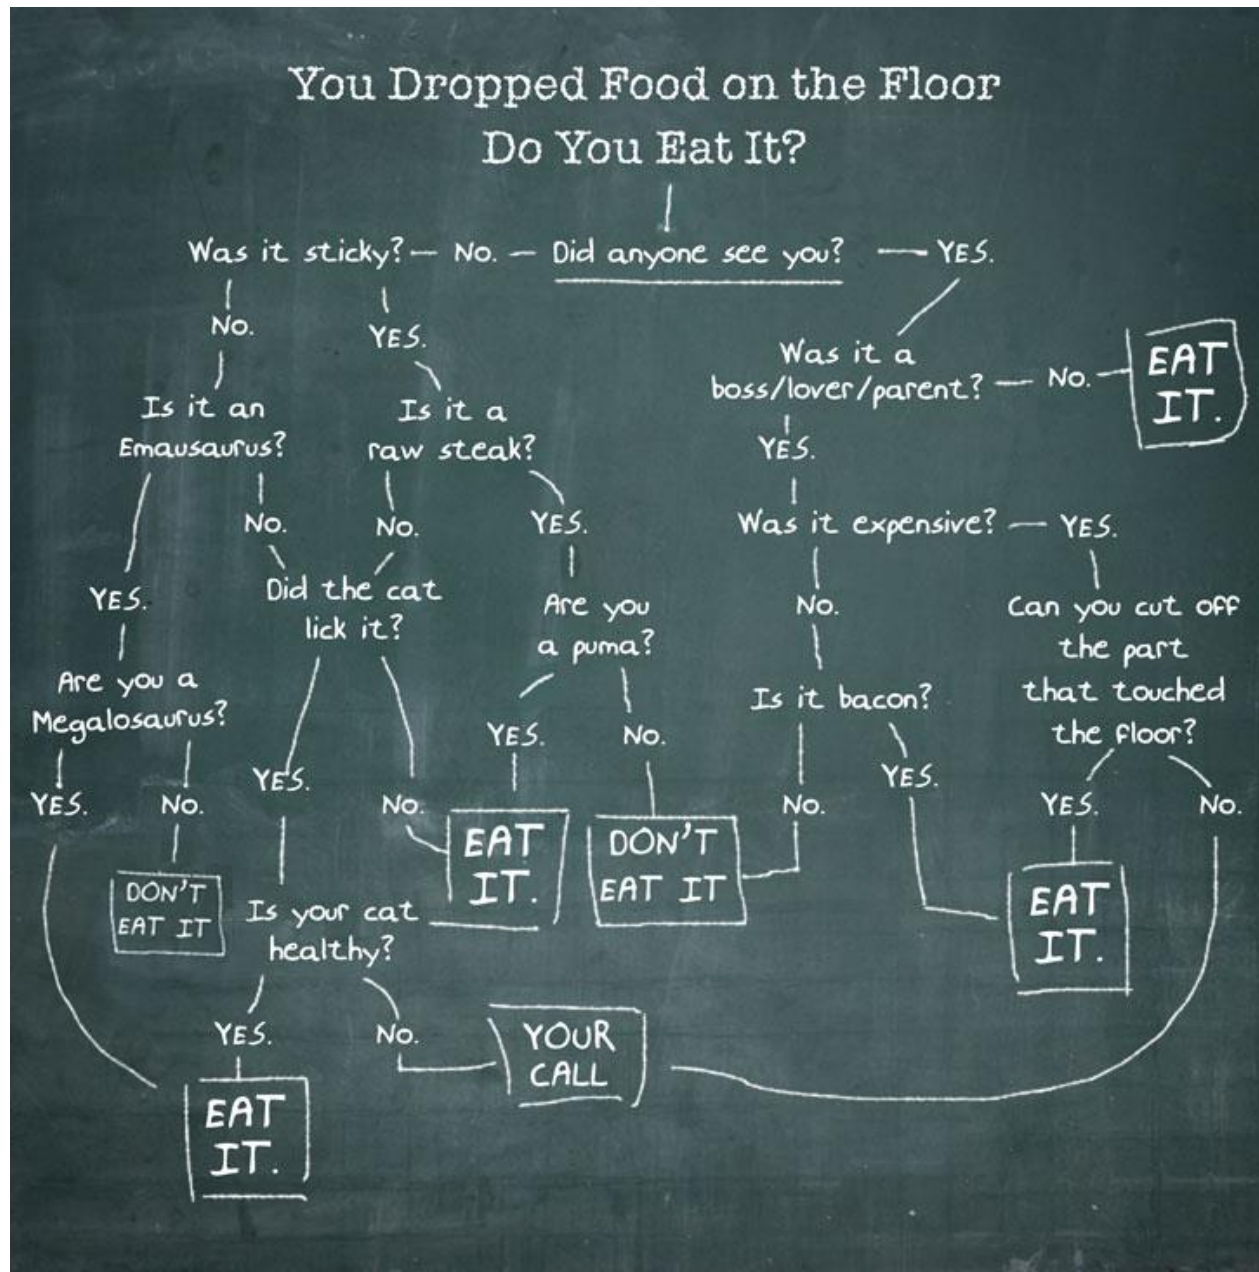 You Dropped Food on the Floor
Do You Eat It?
Was it sticky? No. Did anyone see you? YES.
No.
YES.
Was it a
boss/lover/parent? No.
EAT
IT.
Is it an
Emausaurus?
Is it a
raw steak?
YES.
No.
No.
YES.
Was it expensive? YES.
YES.
Did the cat
lick it?
Are you
a puma?
No.
Can you cut off
the part
that touched
the floor?
Are you a
Megalosaurus?
Is it bacon?
YES.
No.
YES.
YES.
No.
YES.
No.
No.
YES.
No.
EAT
IT.
DON'T
EAT IT
DON'T
EAT IT
Is your cat
healthy?
EAT
IT.
YES.
No.
YOUR
CALL
EAT
IT.